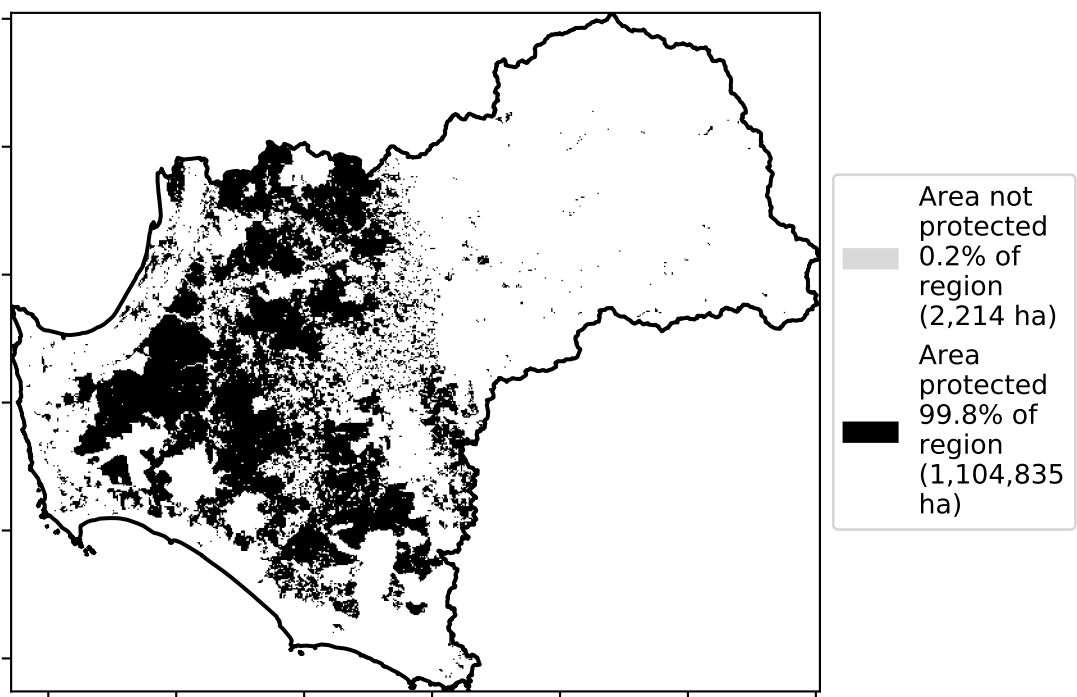 Area not
protected
0.2% of
region
(2,214 ha)
Area
protected
99.8% of
region
(1,104,835
ha)